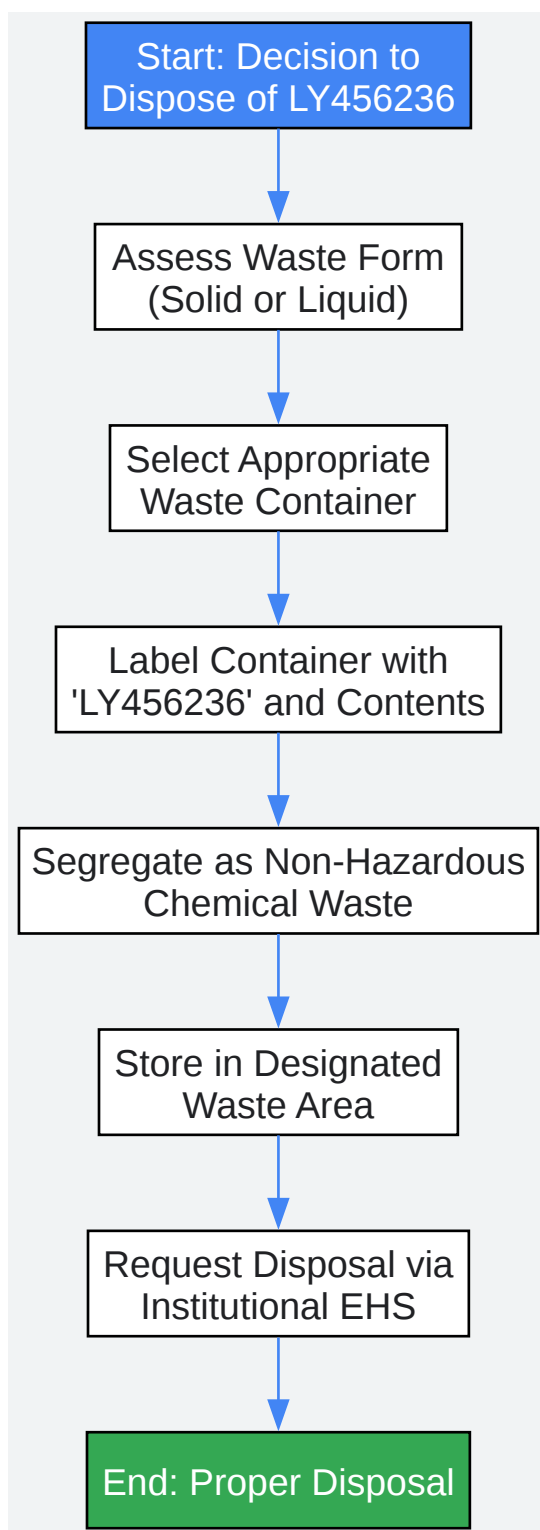 Start: Decision to
Dispose of LY456236
Assess Waste Form
(Solid or Liquid)
Select Appropriate
Waste Container
Label Container with
'LY456236' and Contents
Segregate as Non-Hazardous
Chemical Waste
Store in Designated
Waste Area
Request Disposal via
Institutional EHS
End: Proper Disposal